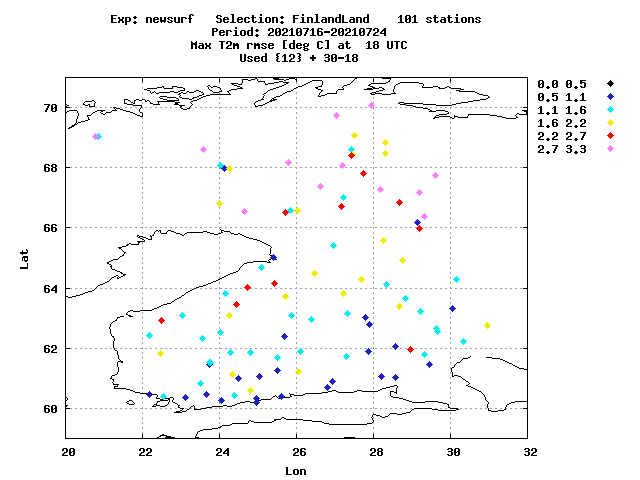 Exp: newsurf   Selection: FinlandLand    101 stations
Period: 20210716-20210724
Max T2m rmse [deg C] at  18 UTC
Used {12} + 30-18
0.0 0.5
0.5 1.1
1.1 1.6
1.6 2.2
2.2 2.7
2.7 3.3
70
68
66
64
62
60
Lat
20 22 24 26 28 30 32
Lon